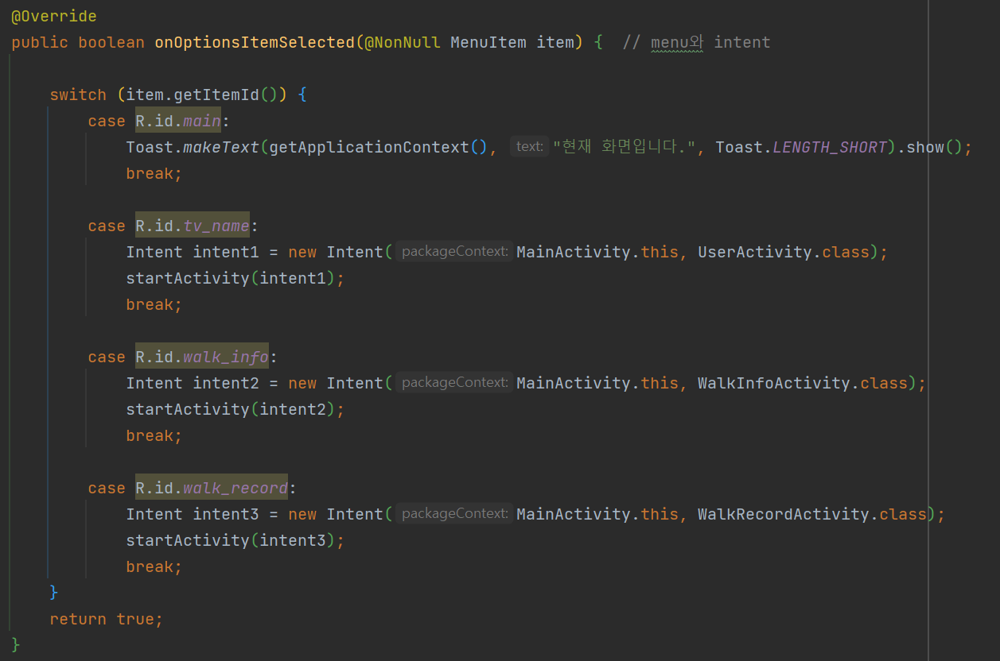 @Override
public boolean onOptionsItemSelected(@NonNull MenuItem item) {  // menu와 intent
switch (item.getItemId()) {
case R.id.main:
Toast.makeText(getApplicationContext(), text: "현재 화면입니다.", Toast.LENGTH_SHORT).show();
break;
case R.id.tv_name:
Intent intent1 = new Intent( packageContext: MainActivity.this, UserActivity.class);
startActivity(intent1);
break;
case R.id.walk_info:
Intent intent2 = new Intent( packageContext: MainActivity.this, WalkInfoActivity.class);
startActivity(intent2);
break;
case R.id.walk_record:
Intent intent3 = new Intent( packageContext: MainActivity.this, WalkRecordActivity.class);
startActivity(intent3);
break;
}
return true;
}